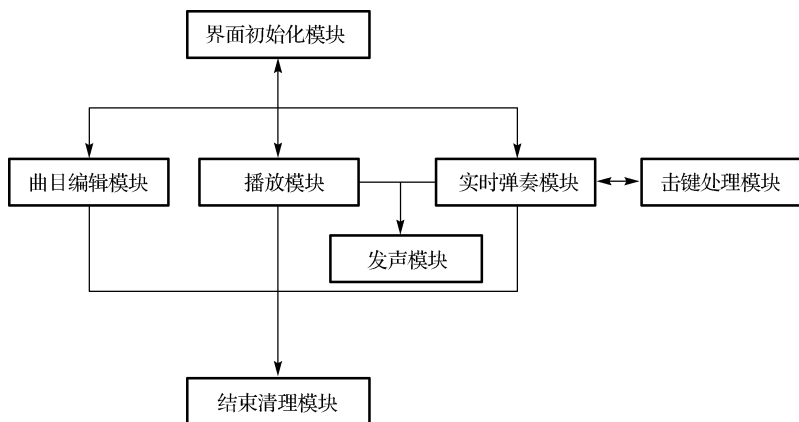 界面初始化模块
曲目编辑模块
播放模块
实时弹奏模块
击键处理模块
发声模块
结束清理模块